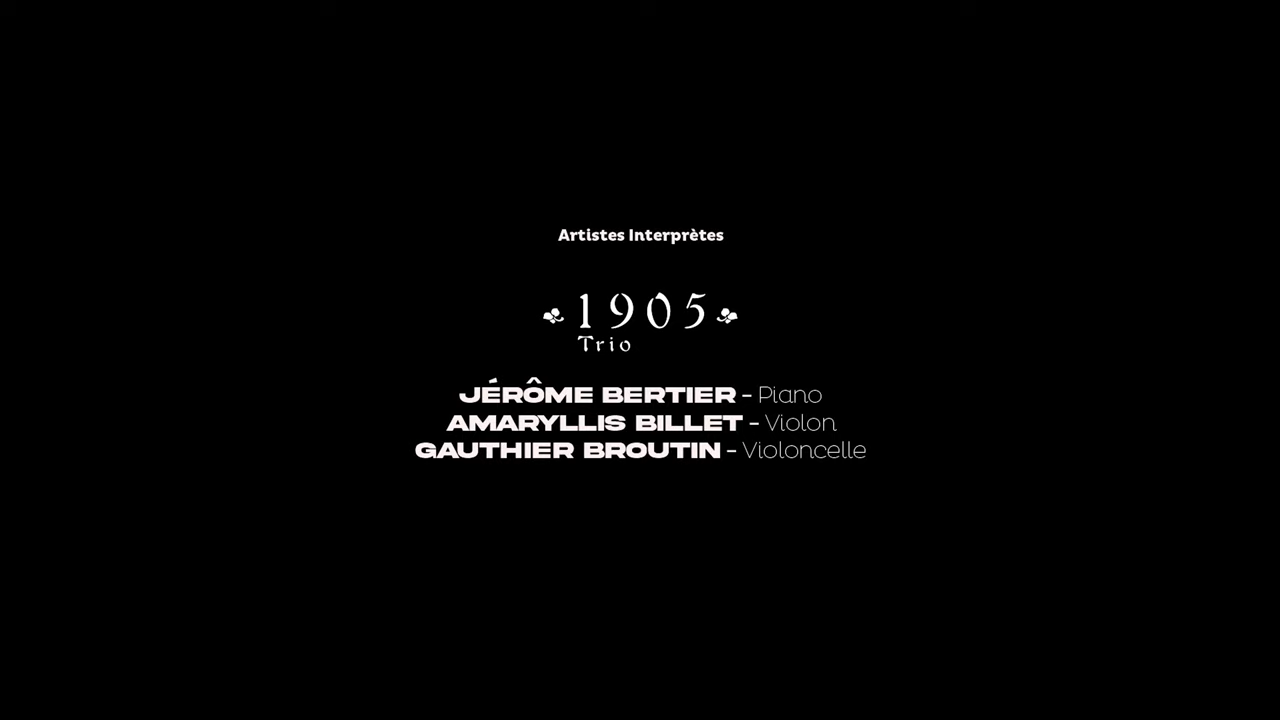 Artistes Interprètes
1905
Trio
JÉRÔME BERTIER – Piano
AMARYLLIS BILLET – Violon
GAUTHIER BROUTIN – Violoncelle